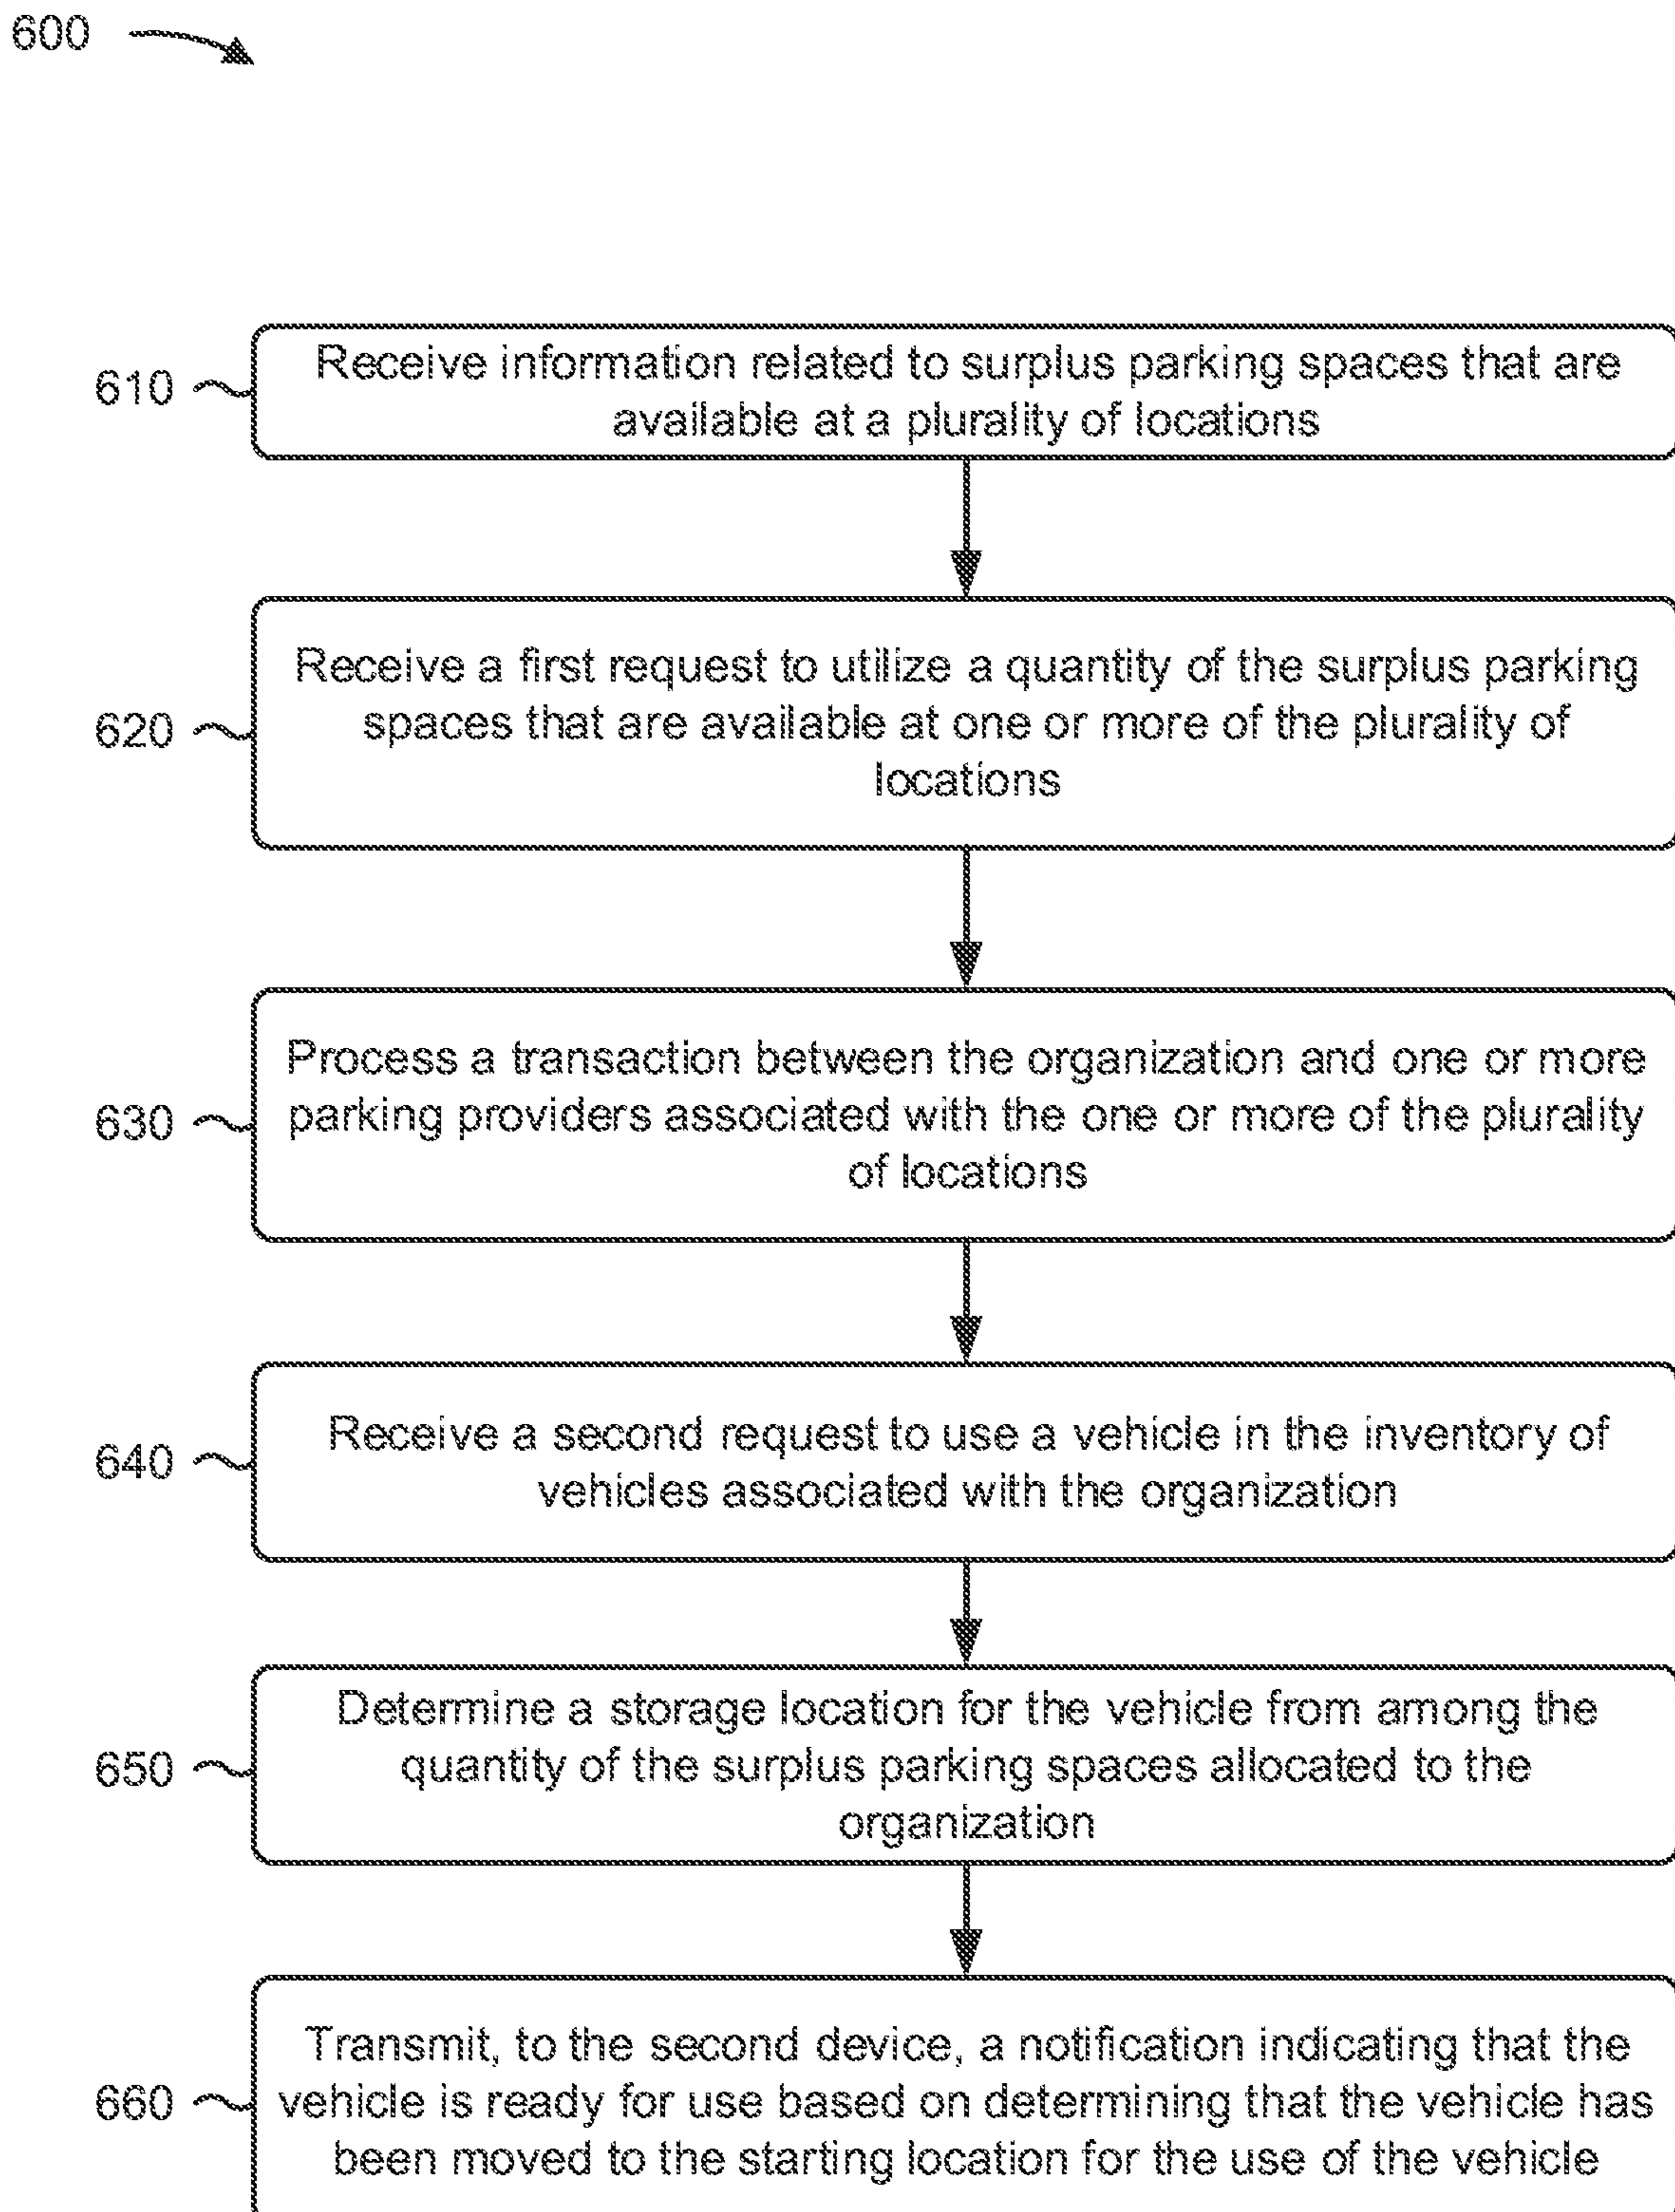 600
610
Receive information related to surplus parking spaces that are
available at a plurality of locations
620
Receive a first request to utilize a quantity of the surplus parking
spaces that are available at one or more of the plurality of
locations
630
Process a transaction between the organization and one or more
parking providers associated with the one or more of the plurality
of locations
640
Receive a second request to use a vehicle in the inventory of
vehicles associated with the organization
650
Determine a storage location for the vehicle from among the
quantity of the surplus parking spaces allocated to the
organization
660
Transmit, to the second device, a notification indicating that the
vehicle is ready for use based on determining that the vehicle has
been moved to the starting location for the use of the vehicle